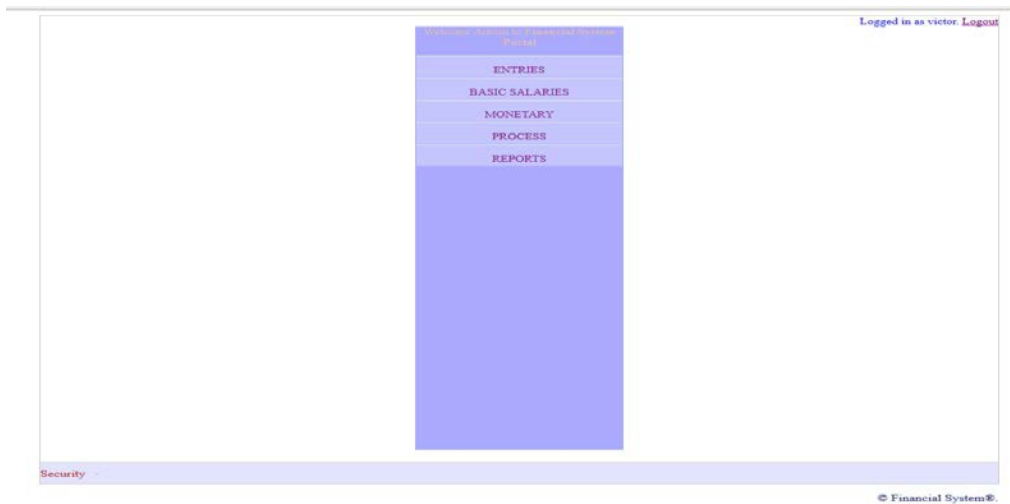 Logged in as victor. Logout
Welcome Admin to Financial System
Portal
ENTRIES
BASIC SALARIES
MONETARY
PROCESS
REPORTS
Security
© Financial System®.